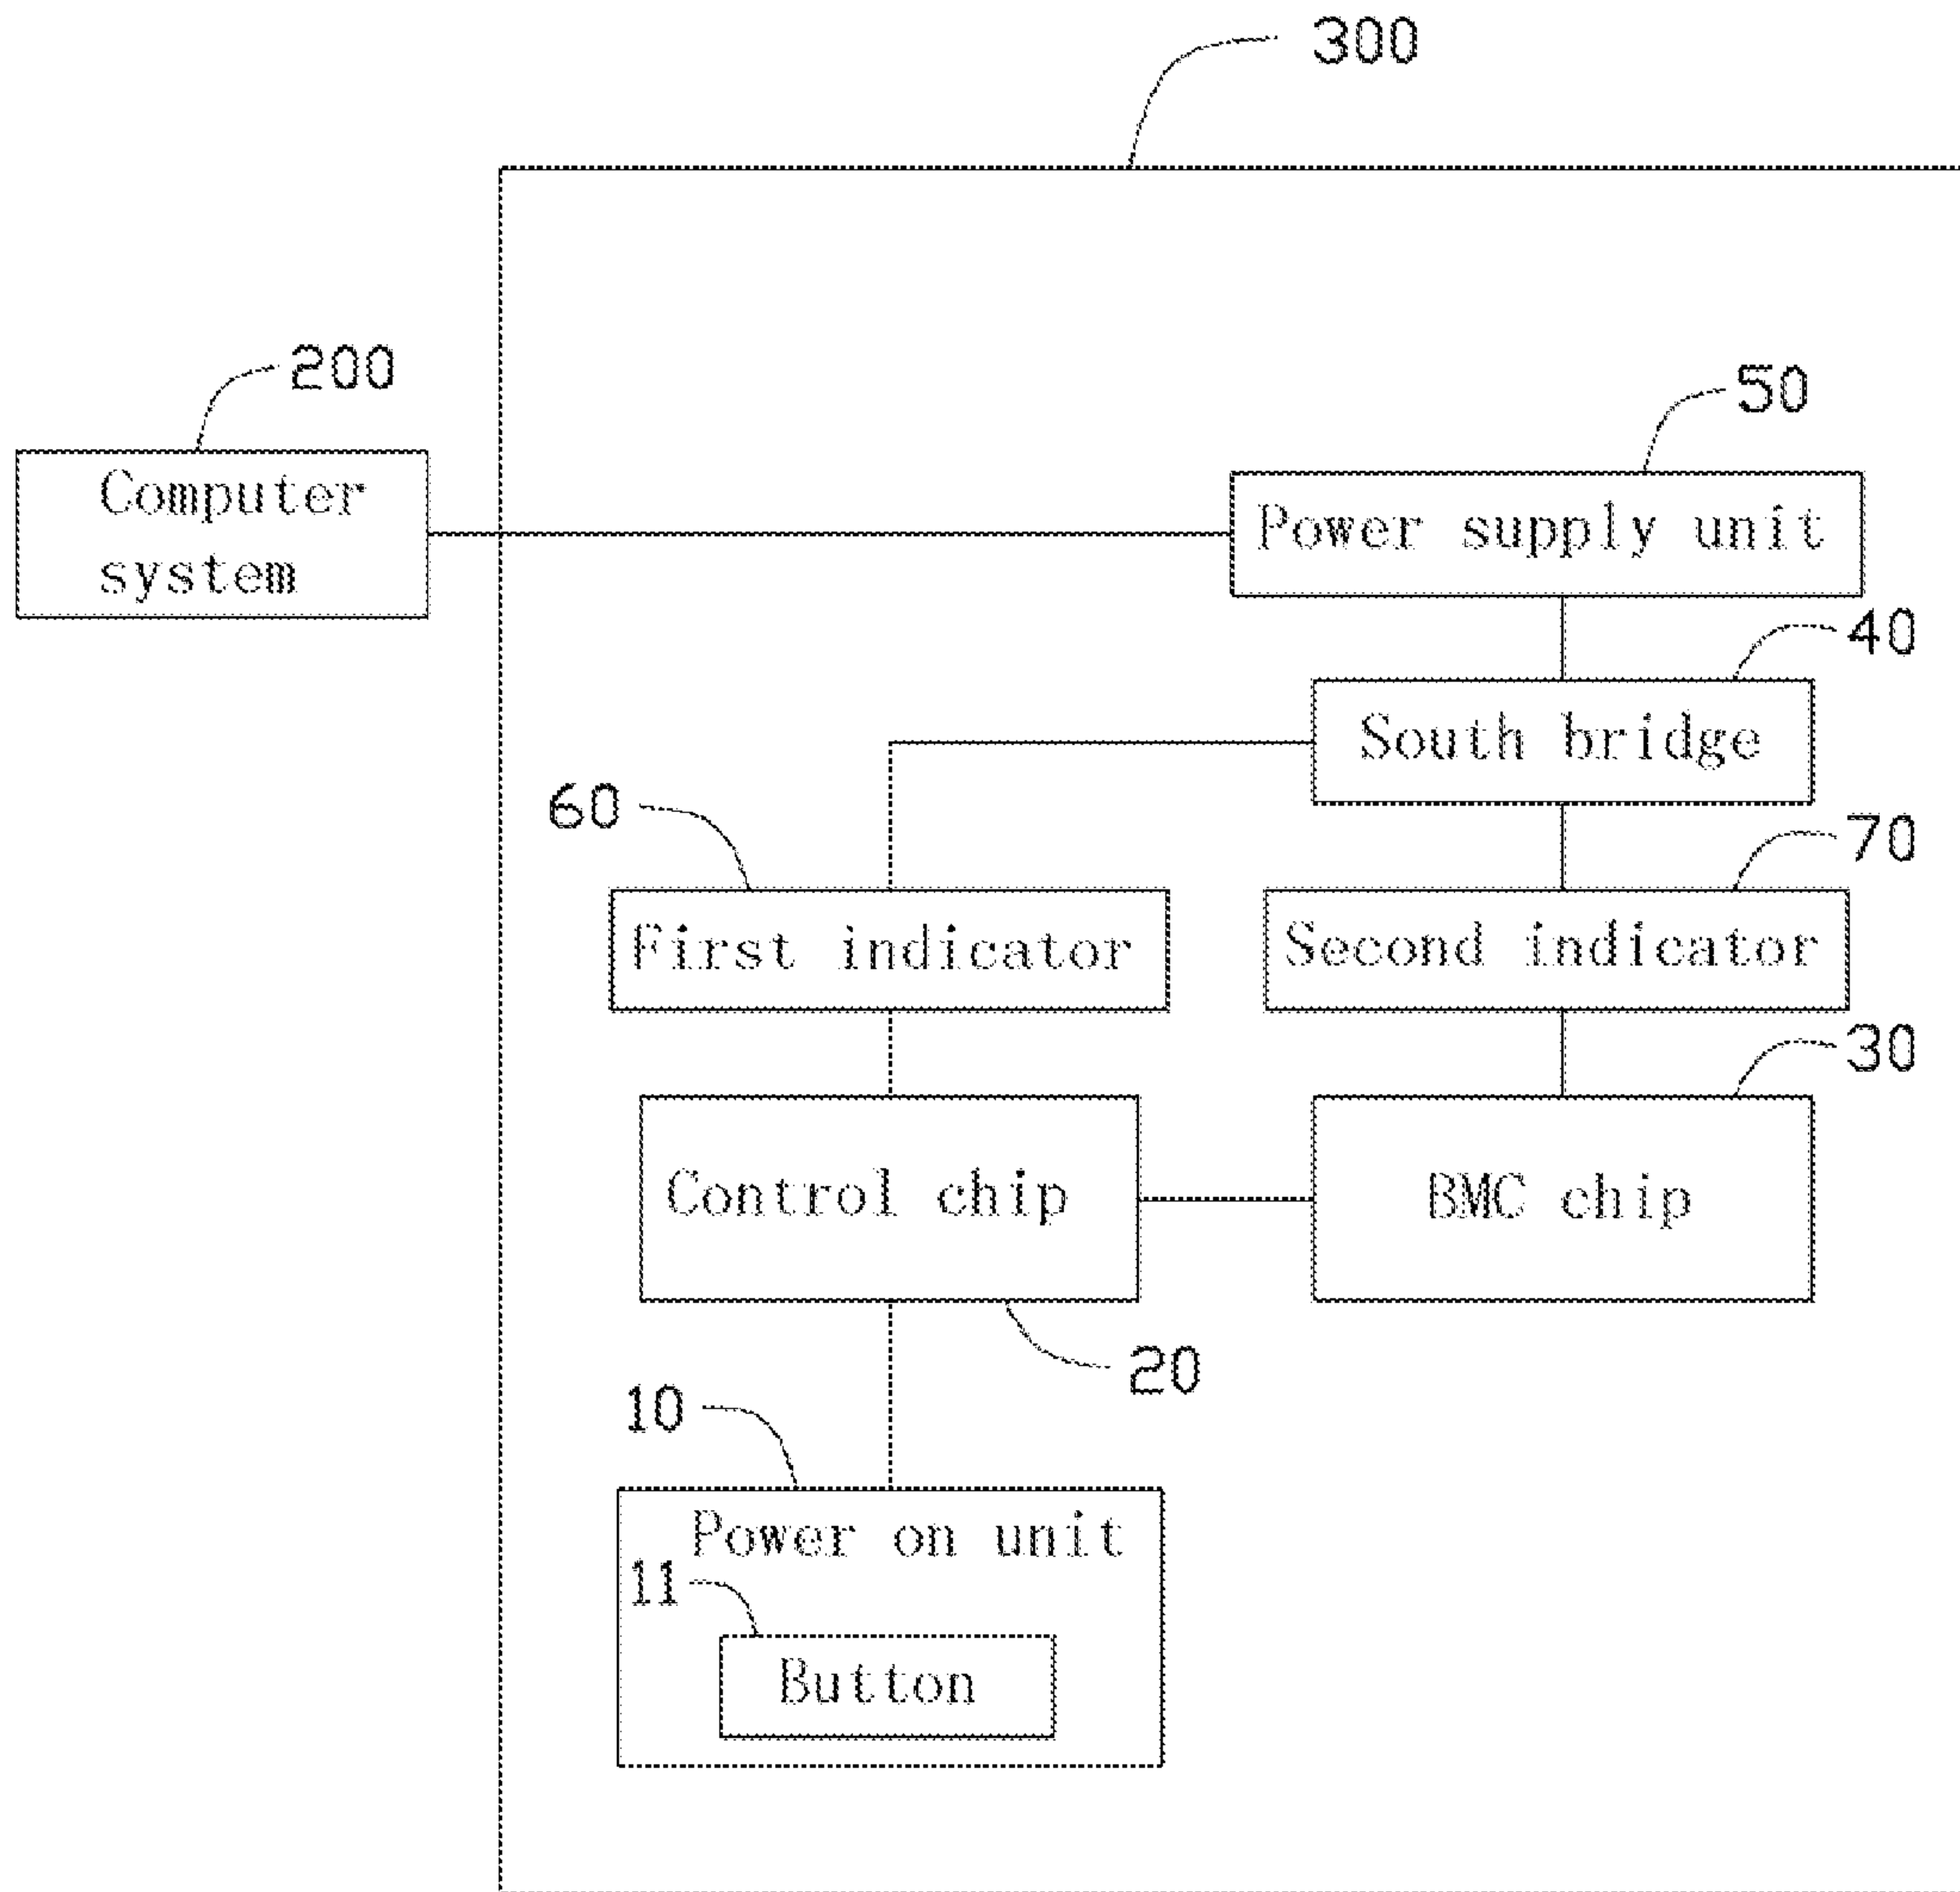 300
200
50
Computer
system
Power supply unit
40
South bridge
60
70
First indicator
Second indicator
30
Control chip
BMC chip
20
10
Power on unit
11
Button